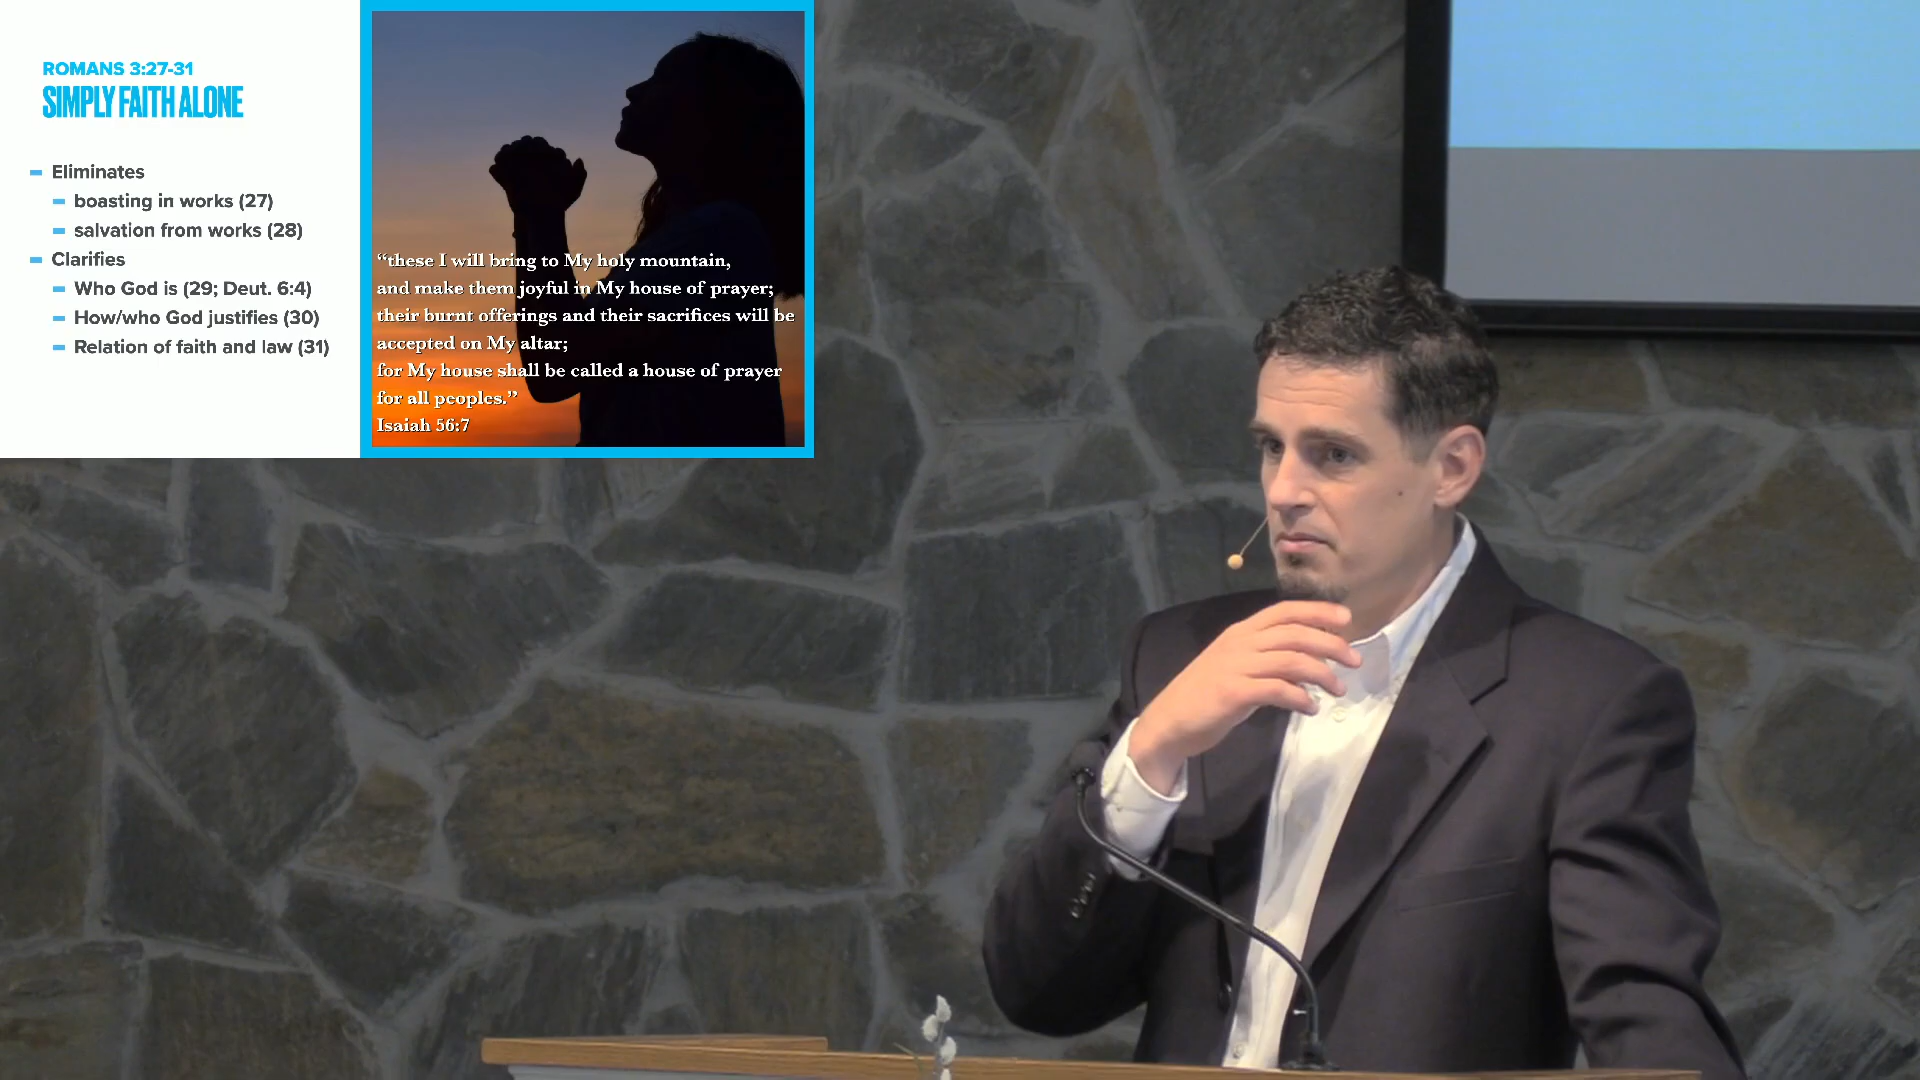 ROMANS 3:27-31
SIMPLY FAITH ALONE
Eliminates
boasting in works (27)
salvation from works (28)
Clarifies
Who God is (29; Deut. 6:4)
How/who God justifies (30)
Relation of faith and law (31)
“these I will bring to My holy mountain,
and make them joyful in My house of prayer;
their burnt offerings and their sacrifices will be
accepted on My altar;
for My house shall be called a house of prayer
for all peoples.”
Isaiah 56:7